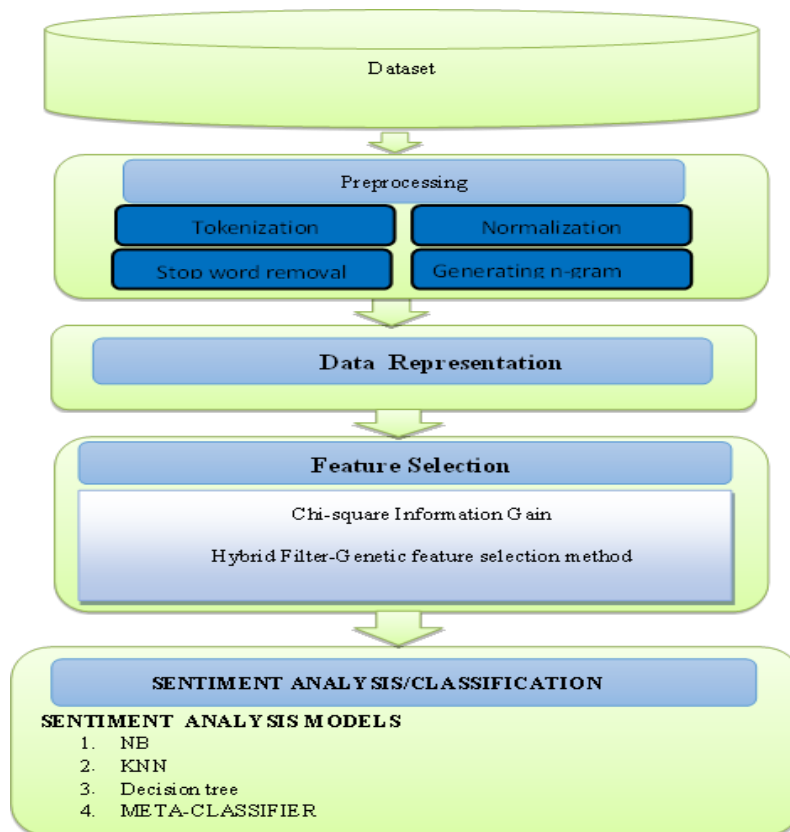 Dataset
Preprocessing
Tokenization
Normalization
Stop word removal
Generating n-gram
Data Representation
Feature Selection
Chi-square Information Gain
Hybrid Filter-Genetic feature selection method
SENTIMENT ANALYSIS/CLASSIFICATION
SENTIMENT ANALYSIS MODELS
1. NB
2. KNN
3. Decision tree
4. META-CLASSIFIER